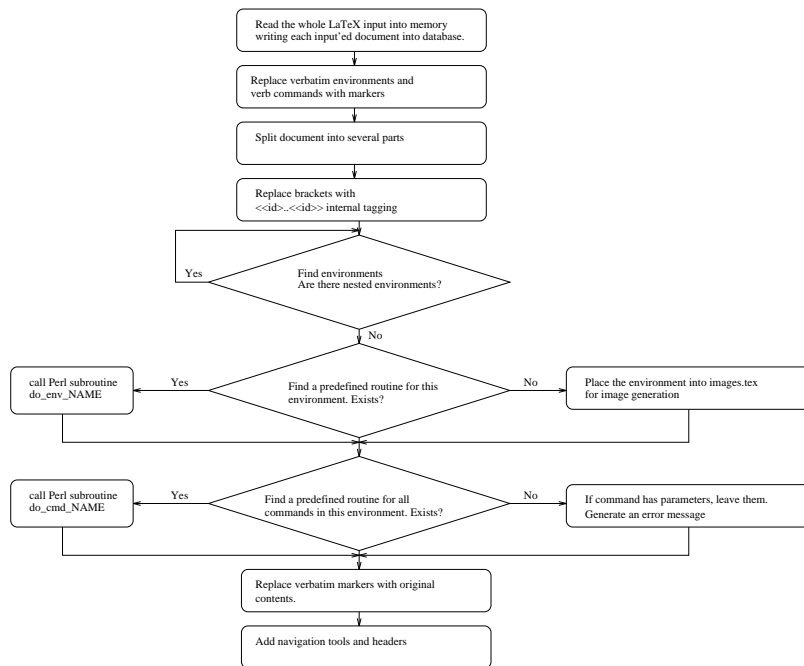 Read the whole LaTeX input into memory
writing each input'ed document into database.
Replace verbatim environments and
verb commands with markers
Split document into several parts
Replace brackets with
<<id>..<<id>> internal tagging
Yes
Find environments
Are there nested environments?
No
call Perl subroutine
do_env_NAME
Yes
Find a predefined routine for this
environment. Exists?
No
Place the environment into images.tex
for image generation
call Perl subroutine
do_cmd_NAME
Yes
Find a predefined routine for all
commands in this environment. Exists?
No
If command has parameters, leave them.
Generate an error message
Replace verbatim markers with original
contents.
Add navigation tools and headers